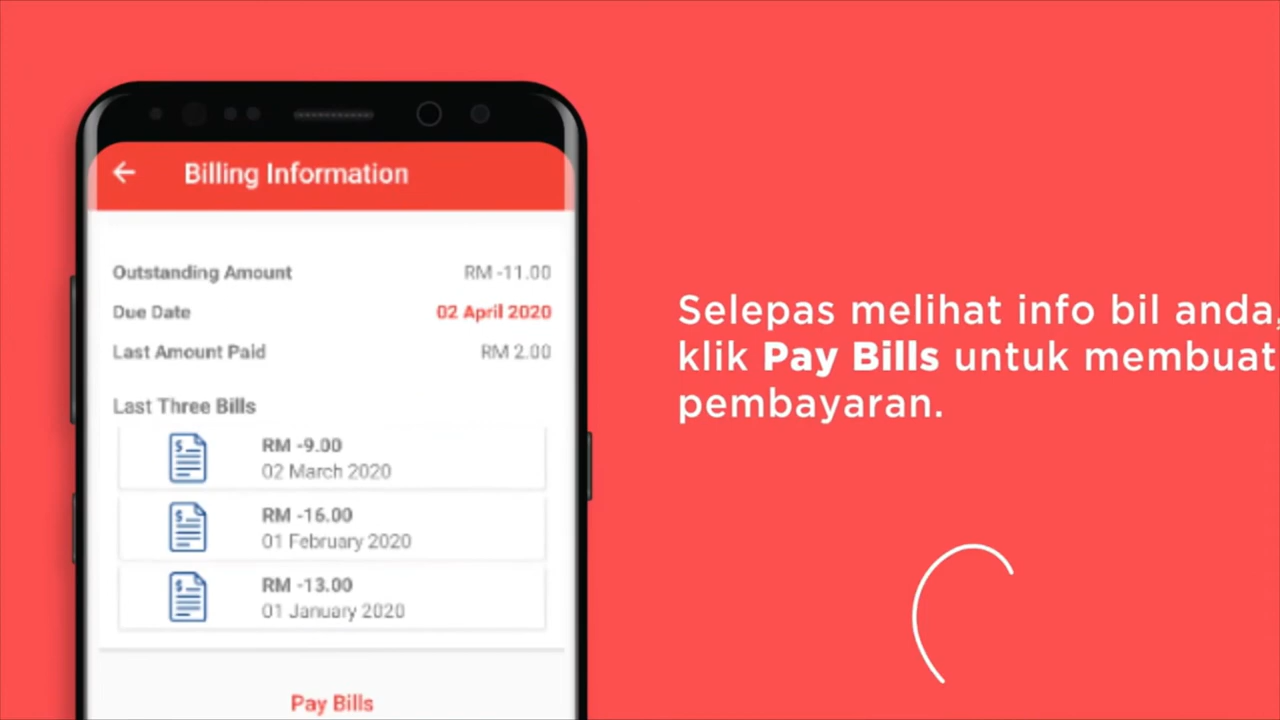 Billing Information
Outstanding Amount RM -11.00
Due Date 02 April 2020
Last Amount Paid RM 2.00
Last Three Bills
RM -9.00
02 March 2020
RM -16.00
01 February 2020
RM -13.00
01 January 2020
Pay Bills
Selepas melihat info bil anda,
klik Pay Bills untuk membuat
pembayaran.